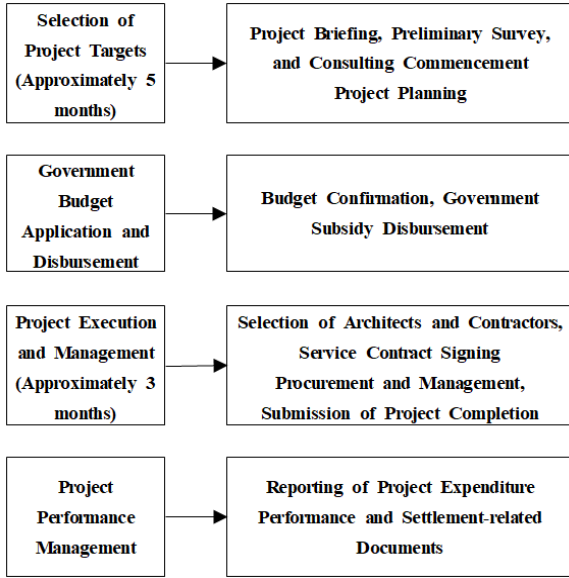 Selection of
Project Targets
(Approximately 5
months)
Project Briefing, Preliminary Survey,
and Consulting Commencement
Project Planning
Government
Budget
Application and
Disbursement
Budget Confirmation, Government
Subsidy Disbursement
Project Execution
and Management
(Approximately 3
months)
Selection of Architects and Contractors,
Service Contract Signing
Procurement and Management,
Submission of Project Completion
Project
Performance
Management
Reporting of Project Expenditure
Performance and Settlement-related
Documents